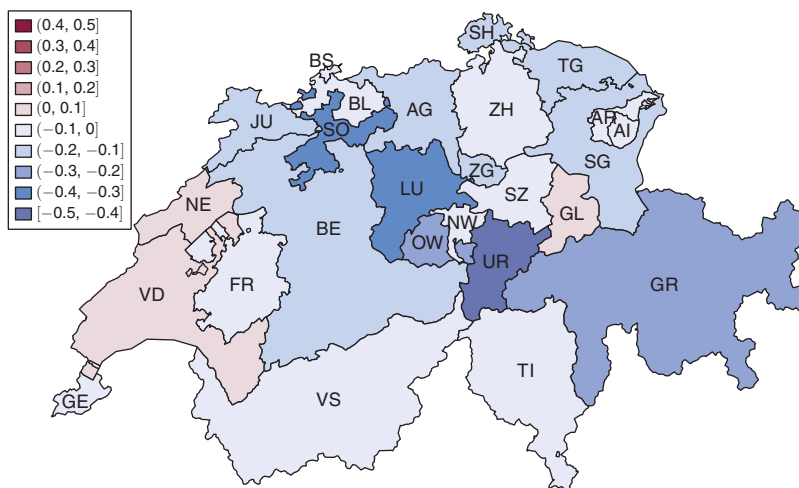 (0.4, 0.5]
(0.3, 0.4]
(0.2, 0.3]
(0.1, 0.2]
(0, 0.1]
(−0.1, 0]
(−0.2, −0.1]
(−0.3, −0.2]
(−0.4, −0.3]
[−0.5, −0.4]
SH
BS
TG
BL
AG
ZH
JU
SO
AR
AI
ZG
SG
LU
SZ
NE
GL
NW
BE
OW
UR
FR
GR
VD
TI
VS
GE